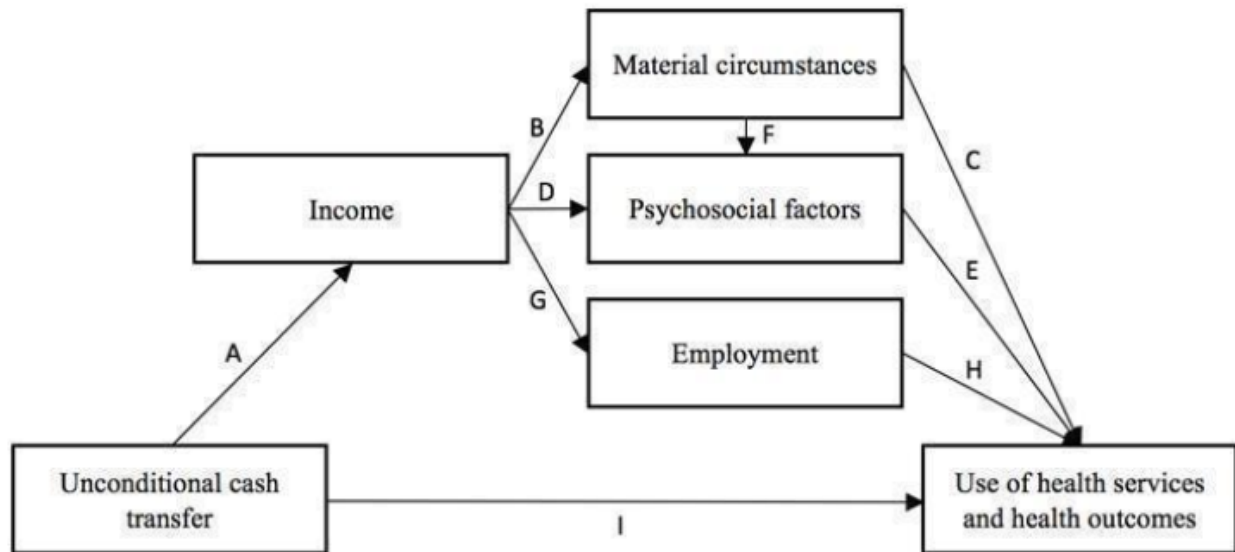 Material circumstances
B
F
C
Income
D
Psychosocial factors
E
G
A
Employment
H
Unconditional cash
transfer
I
Use of health services
and health outcomes